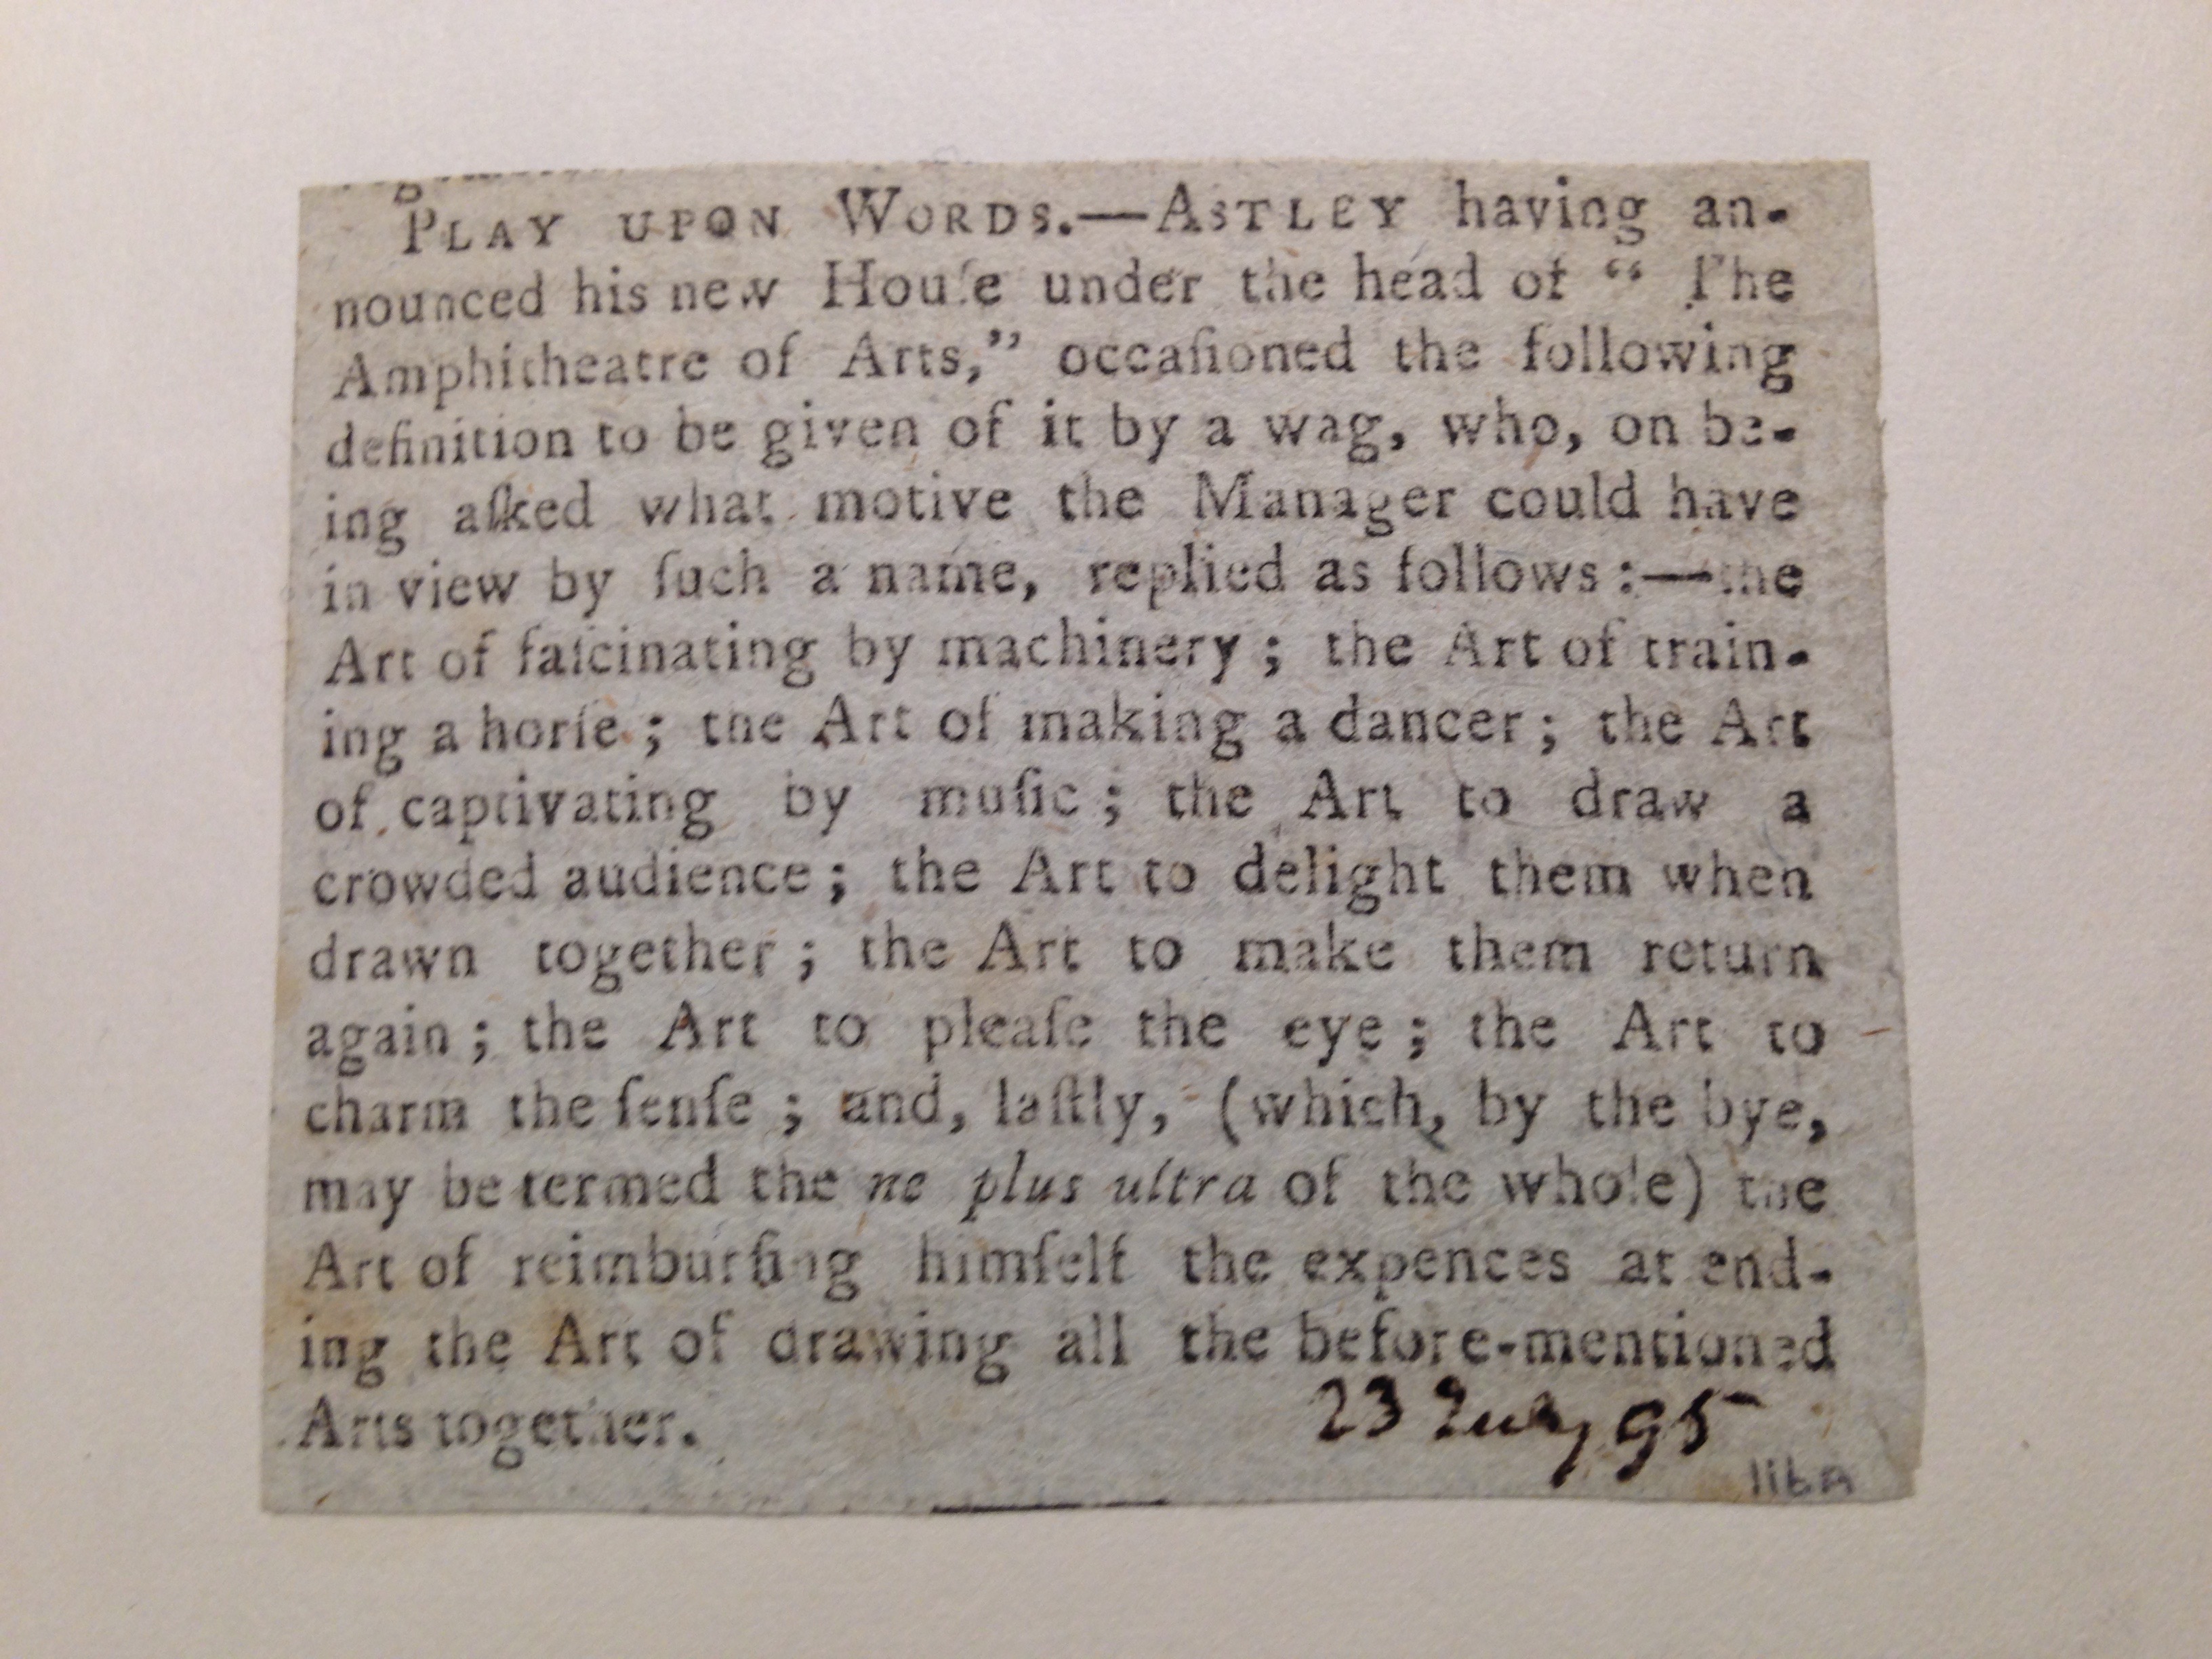 PLAY UPON WORDS.—ASTLEY having an-
nounced his new Houſe under the head of “ The
Amphitheatre of Arts,” occaſioned the following
definition to be given of it by a wag, who, on be-
ing aſked what motive the Manager could have
in view by ſuch a name, replied as follows:—the
Art of faſcinating by machinery; the Art of train-
ing a horſe; the Art of making a dancer; the Art
of captivating by muſic; the Art to draw a
crowded audience; the Art to delight them when
drawn together; the Art to make them return
again; the Art to pleaſe the eye; the Art to
charm the ſenſe; and, laſtly, (which, by the bye,
may be termed the ne plus ultra of the whole) the
Art of reimburſing himſelf the expences at end-
ing the Art of drawing all the before-mentioned
Arts together.
23 July 95
116A